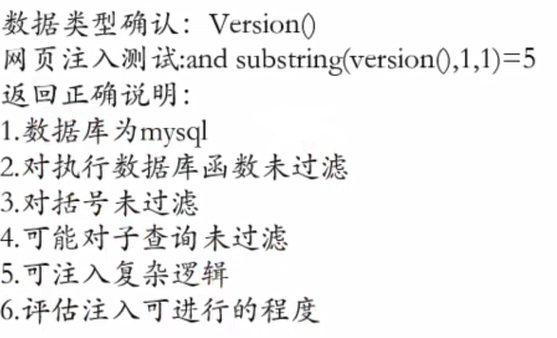 数据类型确认：Version()
网页注入测试:and substring(version(),1,1)=5
返回正确说明：
1.数据库为mysql
2.对执行数据库函数未过滤
3.对括号未过滤
4.可能对子查询未过滤
5.可注入复杂逻辑
6.评估注入可进行的程度